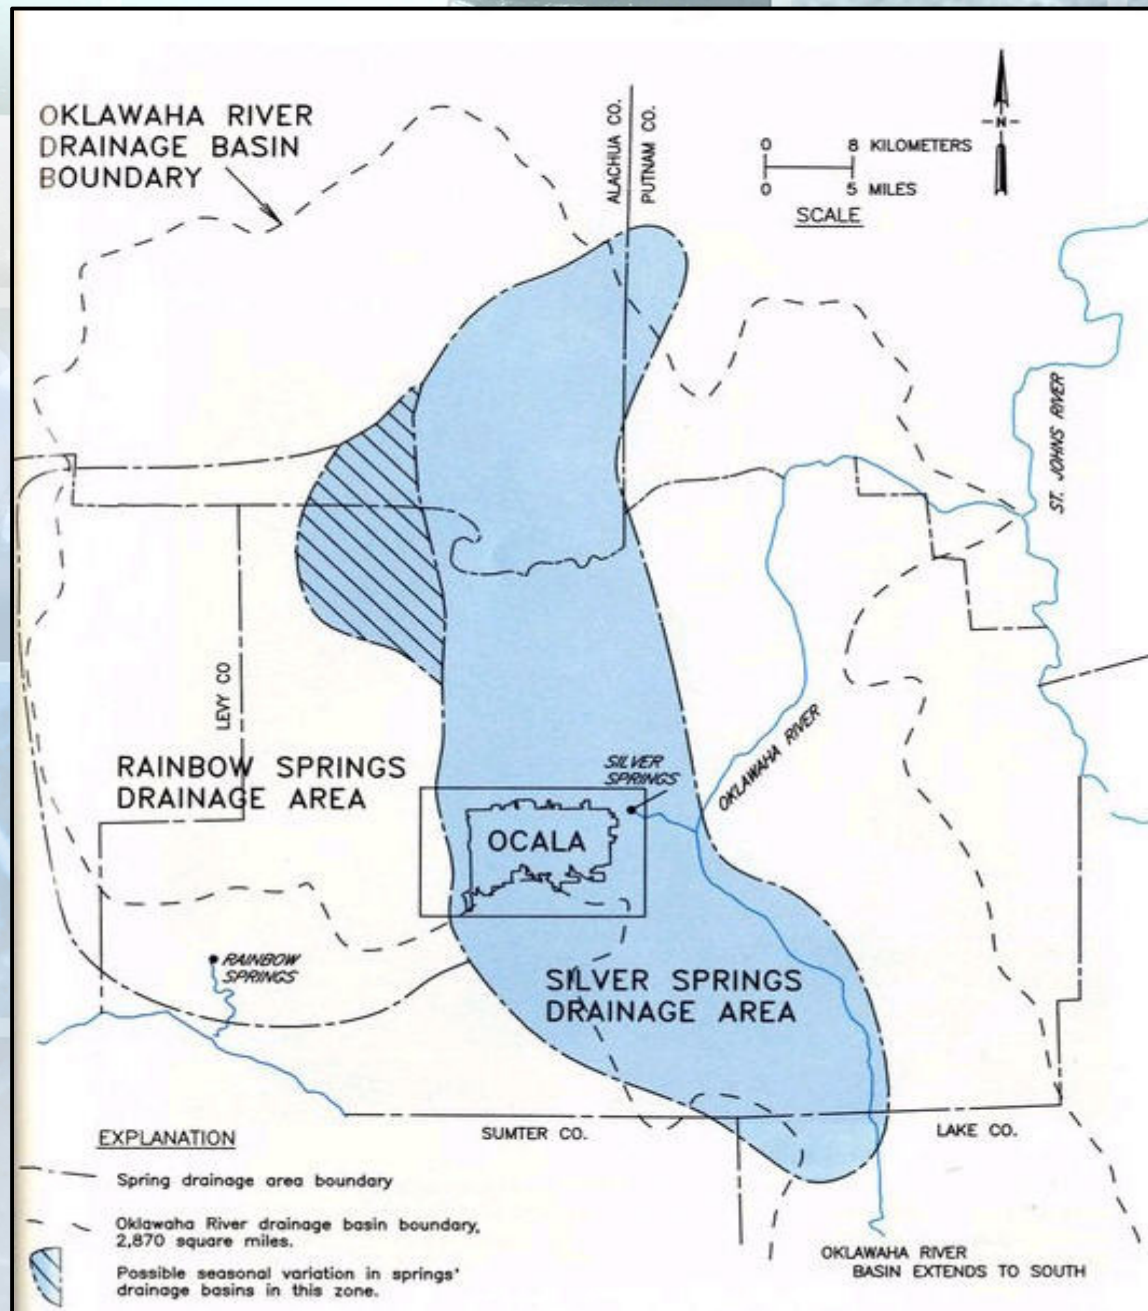 OKLAWAHA RIVER
DRAINAGE BASIN
BOUNDARY
ALACHUA CO.
PUTNAM CO.
N
0 8 KILOMETERS
0 5 MILES
SCALE
ST. JOHNS RIVER
LEVY CO
RAINBOW SPRINGS
DRAINAGE AREA
SILVER
SPRINGS
OKLAWAHA RIVER
OCALA
RAINBOW
SPRINGS
SILVER SPRINGS
DRAINAGE AREA
SUMTER CO.
LAKE CO.
EXPLANATION
Spring drainage area boundary
Oklawaha River drainage basin boundary,
2,870 square miles.
Possible seasonal variation in springs'
drainage basins in this zone.
OKLAWAHA RIVER
BASIN EXTENDS TO SOUTH